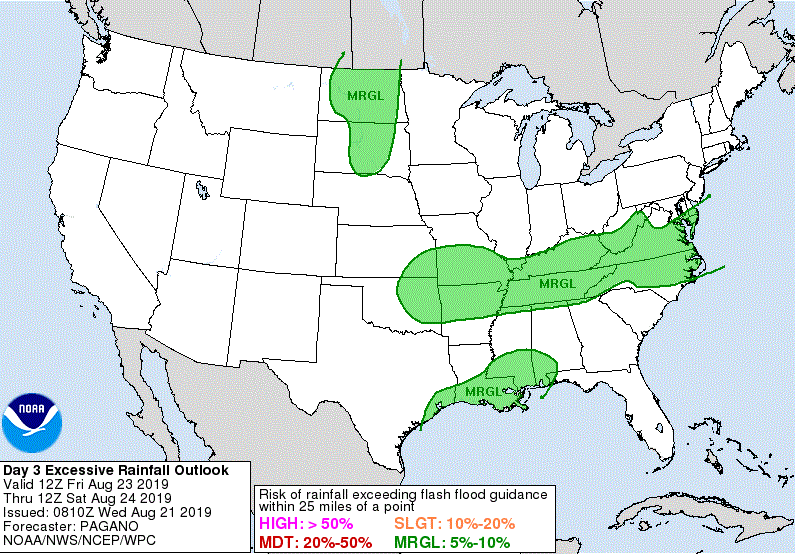 MRGL
MRGL
MRGL
NOAA
Day 3 Excessive Rainfall Outlook
Valid 12Z Fri Aug 23 2019
Thru 12Z Sat Aug 24 2019
Issued: 0810Z Wed Aug 21 2019
Forecaster: PAGANO
NOAA/NWS/NCEP/WPC
Risk of rainfall exceeding flash flood guidance
within 25 miles of a point
HIGH: > 50% SLGT: 10%-20%
MDT: 20%-50% MRGL: 5%-10%